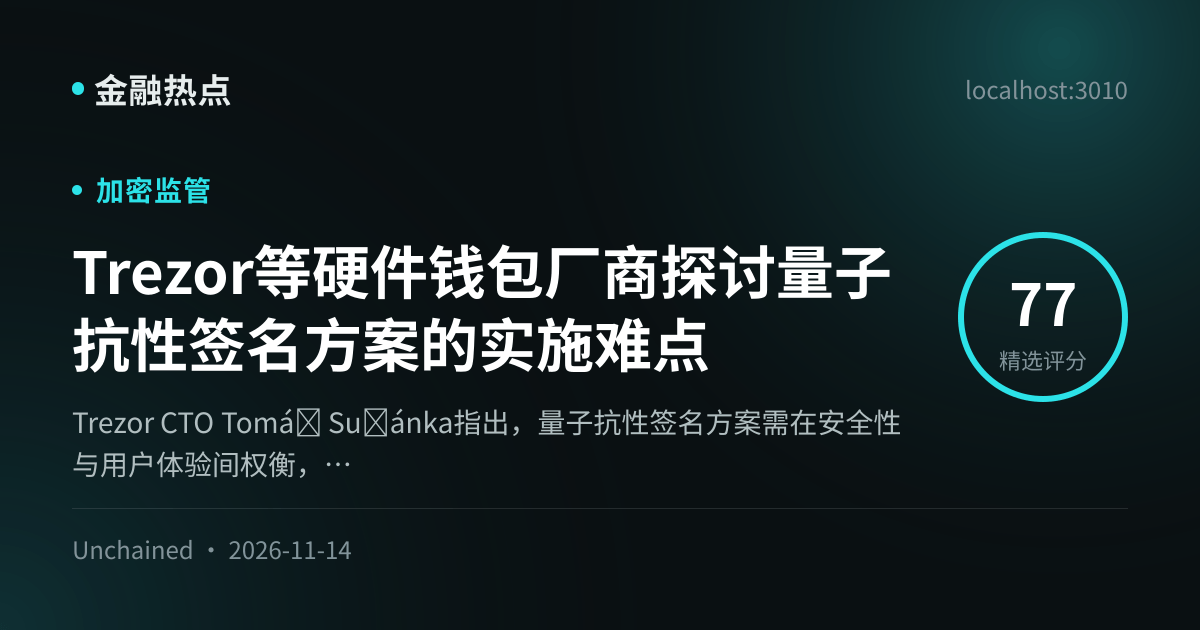 金融热点
localhost:3010
加密监管
Trezor等硬件钱包厂商探讨量子
抗性签名方案的实施难点
77
精选评分
Trezor CTO Tomá☒ Su☒ánka指出，量子抗性签名方案需在安全性
与用户体验间权衡，…
Unchained · 2026-11-14